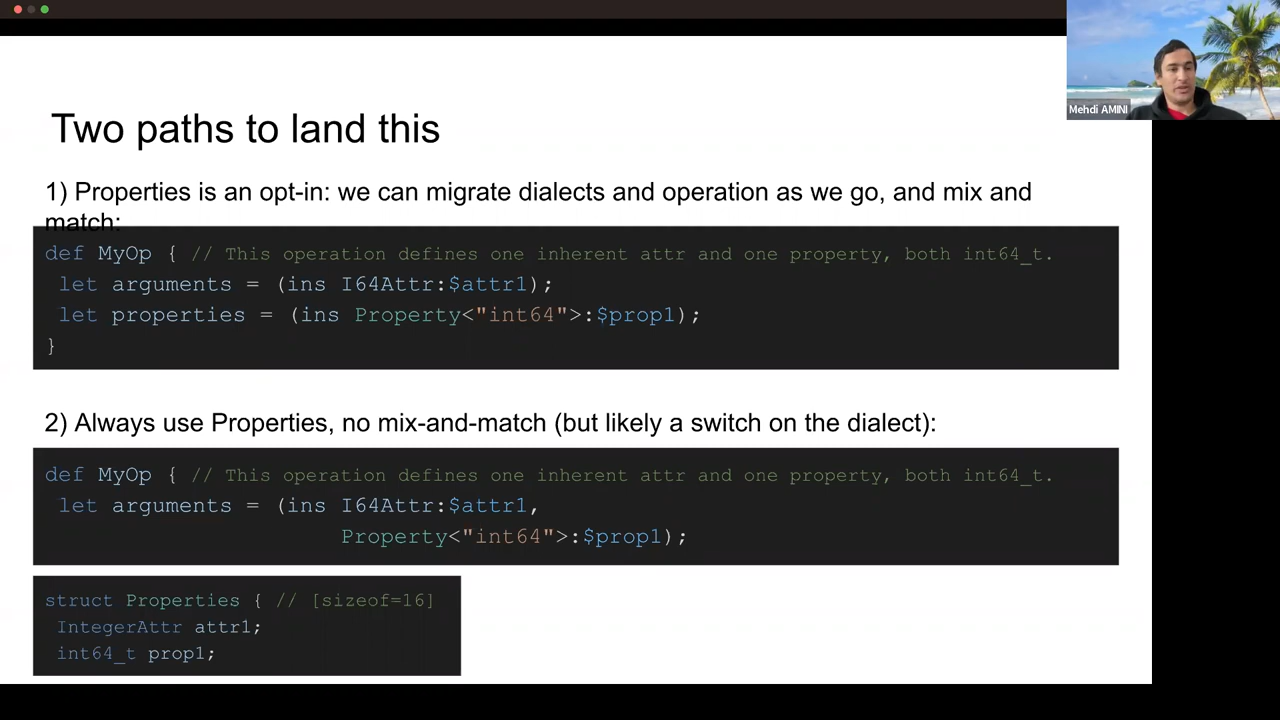 Mehdi AMINI
Two paths to land this
1) Properties is an opt-in: we can migrate dialects and operation as we go, and mix and
match:
def MyOp { // This operation defines one inherent attr and one property, both int64_t.
let arguments = (ins I64Attr:$attr1);
let properties = (ins Property<"int64">:$prop1);
}
2) Always use Properties, no mix-and-match (but likely a switch on the dialect):
def MyOp { // This operation defines one inherent attr and one property, both int64_t.
let arguments = (ins I64Attr:$attr1,
Property<"int64">:$prop1);
struct Properties { // [sizeof=16]
IntegerAttr attr1;
int64_t prop1;